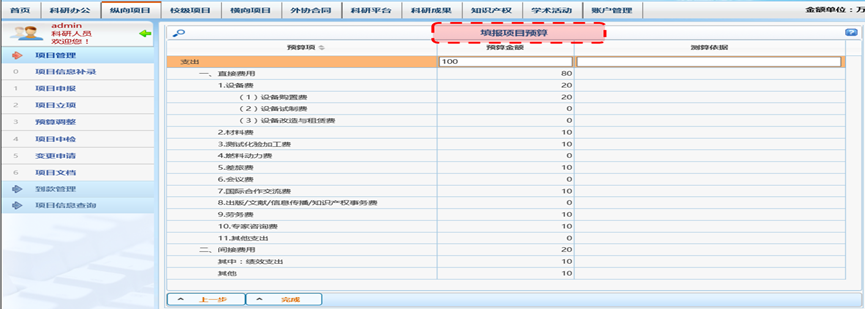 首页 科研办公 纵向项目 校级项目 横向项目 外协合同 科研平台 科研成果 知识产权 学术活动 账户管理 金额单位：万
admin
科研人员
欢迎您！
项目管理
0 项目信息补录
1 项目申报
2 项目立项
3 预算调整
4 项目中检
5 变更申请
6 项目文档
到款管理
项目信息查询
填报项目预算
预算项 预算金额 测算依据
支出 100
一、直接费用 80
1.设备费 20
（1）设备购置费 20
（2）设备试制费 0
（3）设备改造与租赁费 0
2.材料费 10
3.测试化验加工费 10
4.燃料动力费 0
5.差旅费 10
6.会议费 0
7.国际合作交流费 10
8.出版/文献/信息传播/知识产权事务费 0
9.劳务费 10
10.专家咨询费 10
11.其他支出 0
二、间接费用 20
其中：绩效支出 10
其他 10
上一步 完成